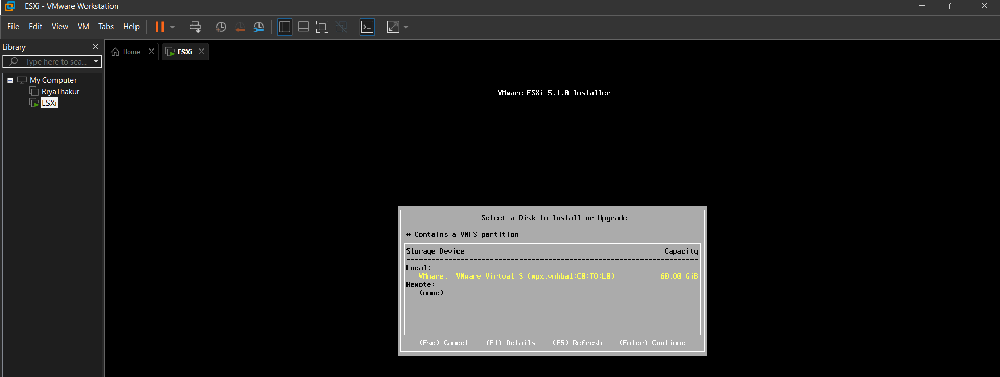 ESXi - VMware Workstation
File Edit View VM Tabs Help
Library
Type here to sea...
My Computer
RiyaThakur
ESXi
Home
ESXi
VMware ESXi 5.1.0 Installer
Select a Disk to Install or Upgrade
* Contains a VMFS partition
Storage Device Capacity
--------------------------------------------------------------------
Local:
VMware,  VMware Virtual S (mpx.vmhba1:C0:T0:L0) 60.00 GiB
Remote:
(none)
(Esc) Cancel (F1) Details (F5) Refresh (Enter) Continue